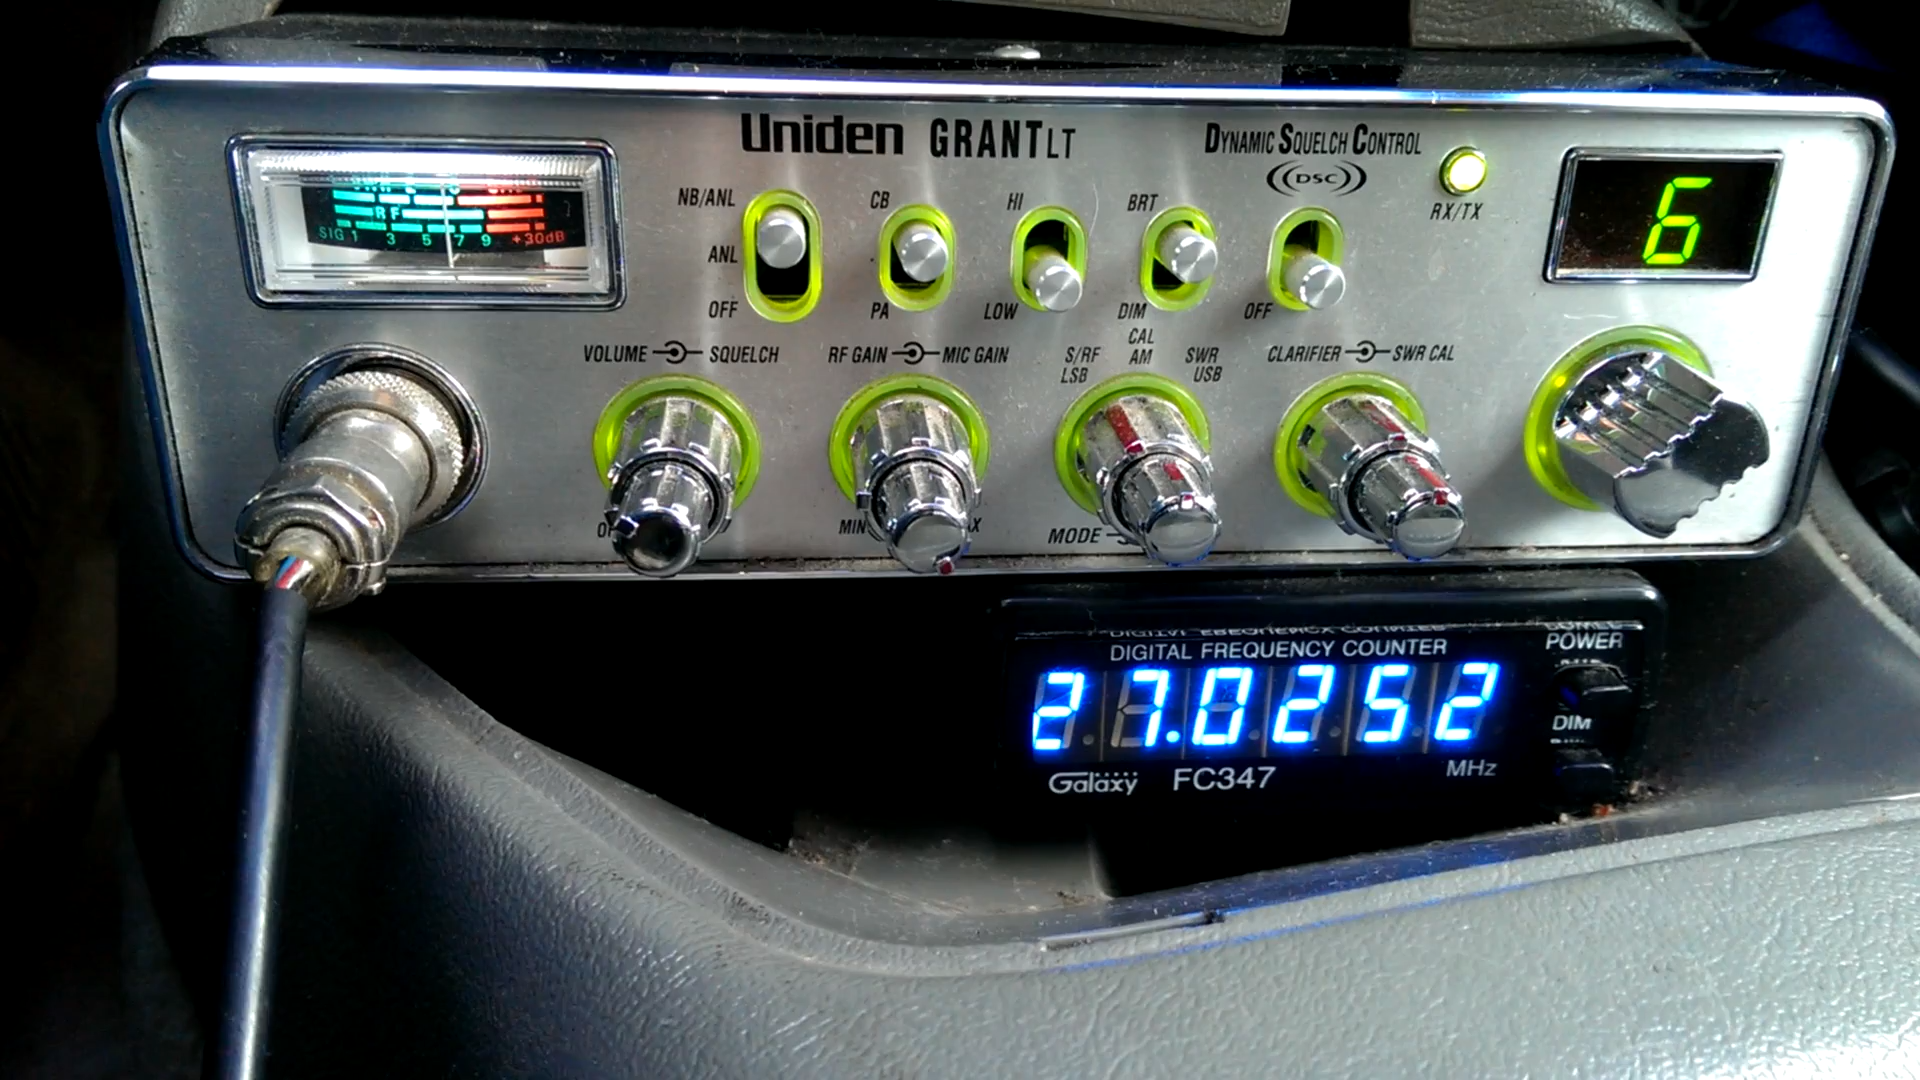 Uniden GRANT LT
DYNAMIC SQUELCH CONTROL
DSC
RX/TX
6
NB/ANL
ANL
OFF
CB
PA
HI
LOW
BRT
DIM
OFF
RF
SIG 1 3 5 7 9 +30dB
VOLUME SQUELCH
RF GAIN MIC GAIN
S/RF CAL SWR
LSB AM USB
CLARIFIER SWR CAL
MIN
MODE
DIGITAL FREQUENCY COUNTER
POWER
27.0252
DIM
Galaxy FC347 MHz